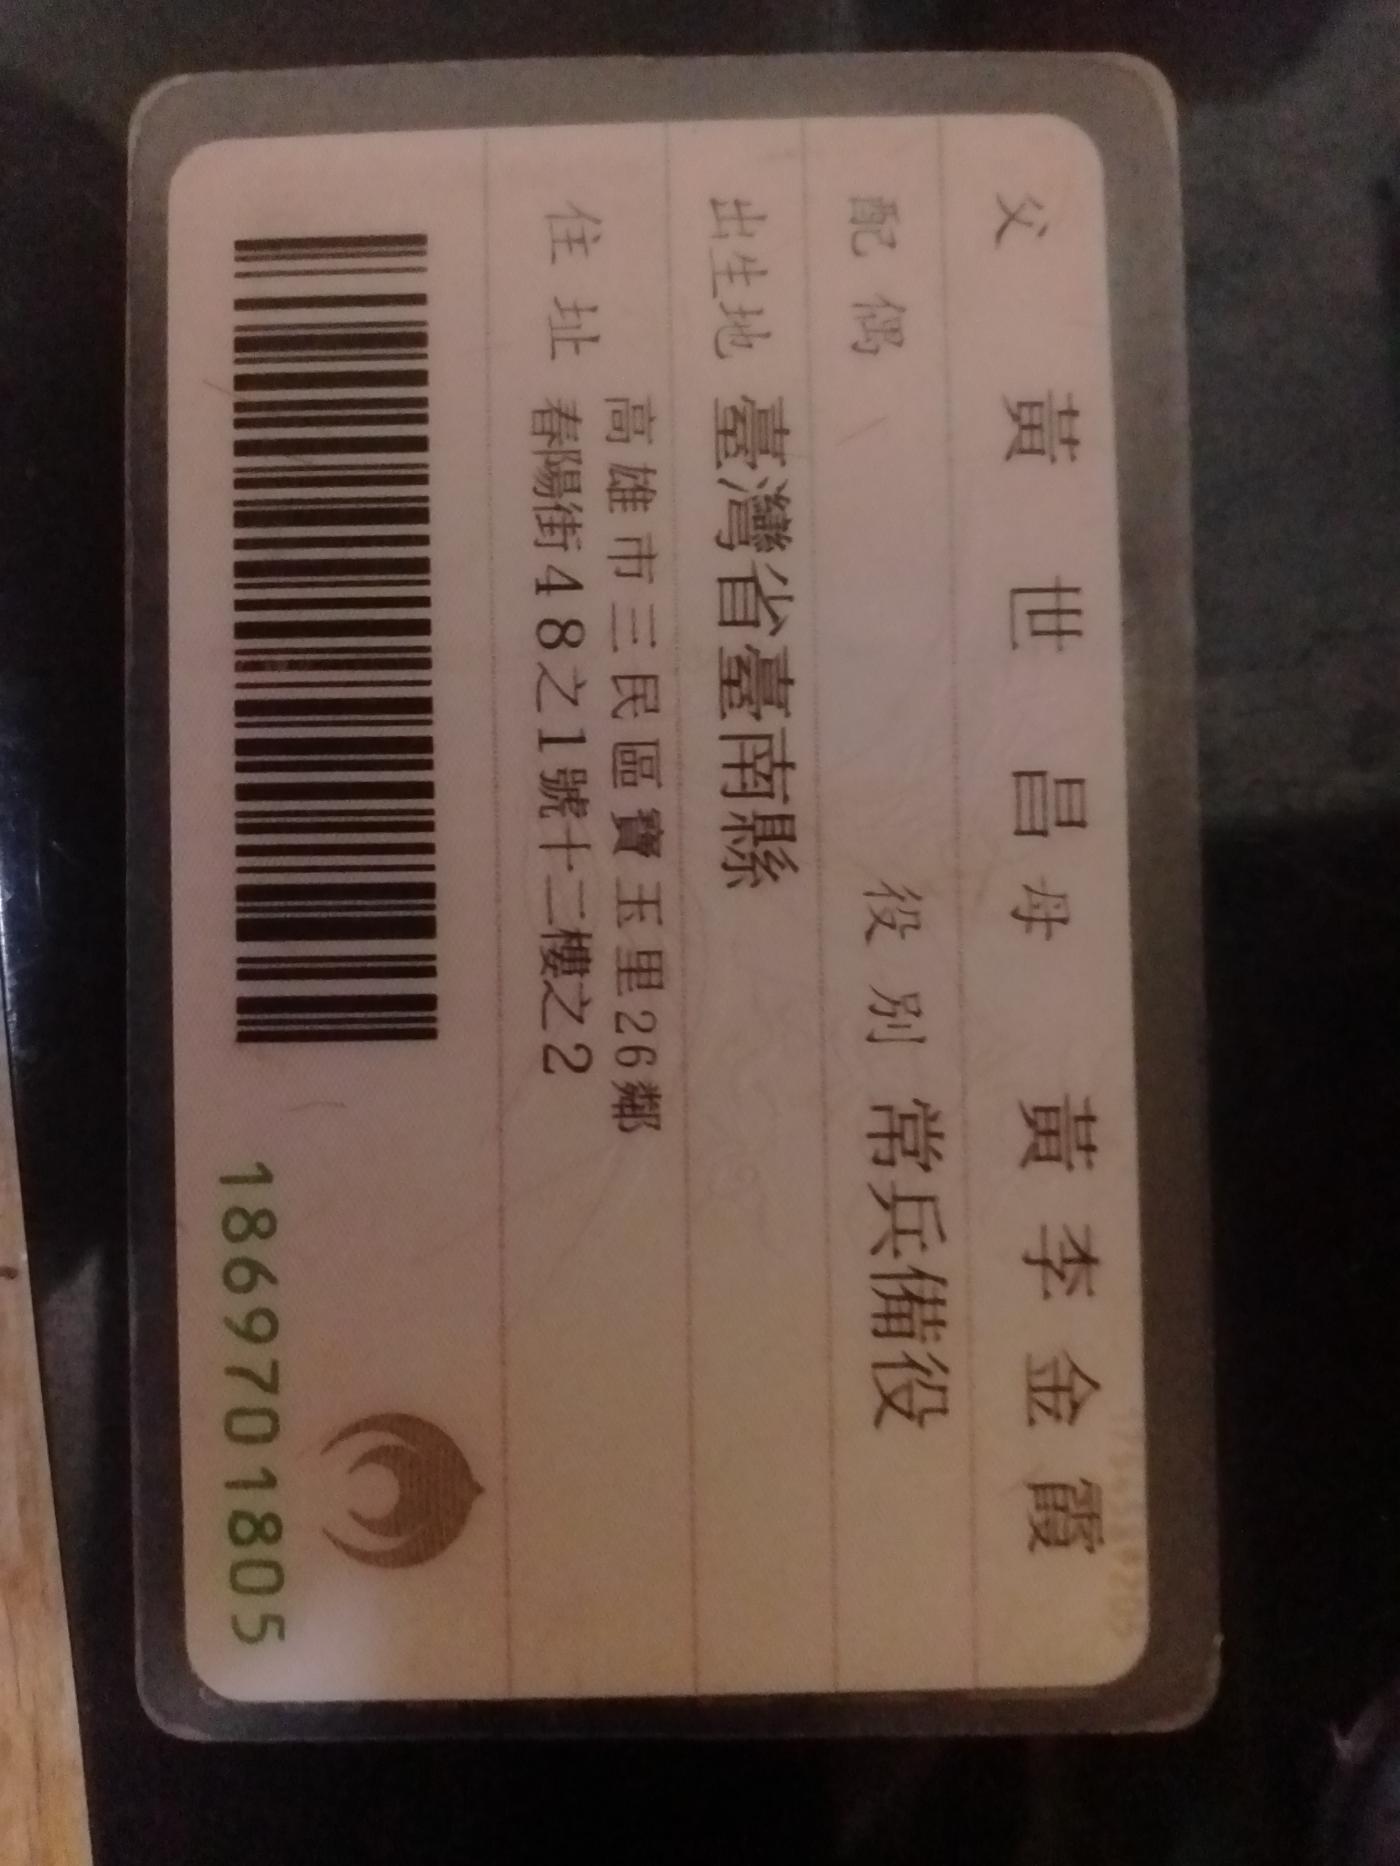 父 黃世昌 母 黃李金霞
配偶 役別 常兵備役
出生地 臺灣省臺南縣
住址 高雄市三民區寶玉里26鄰
春陽街48之1號十二樓之2
1869701805